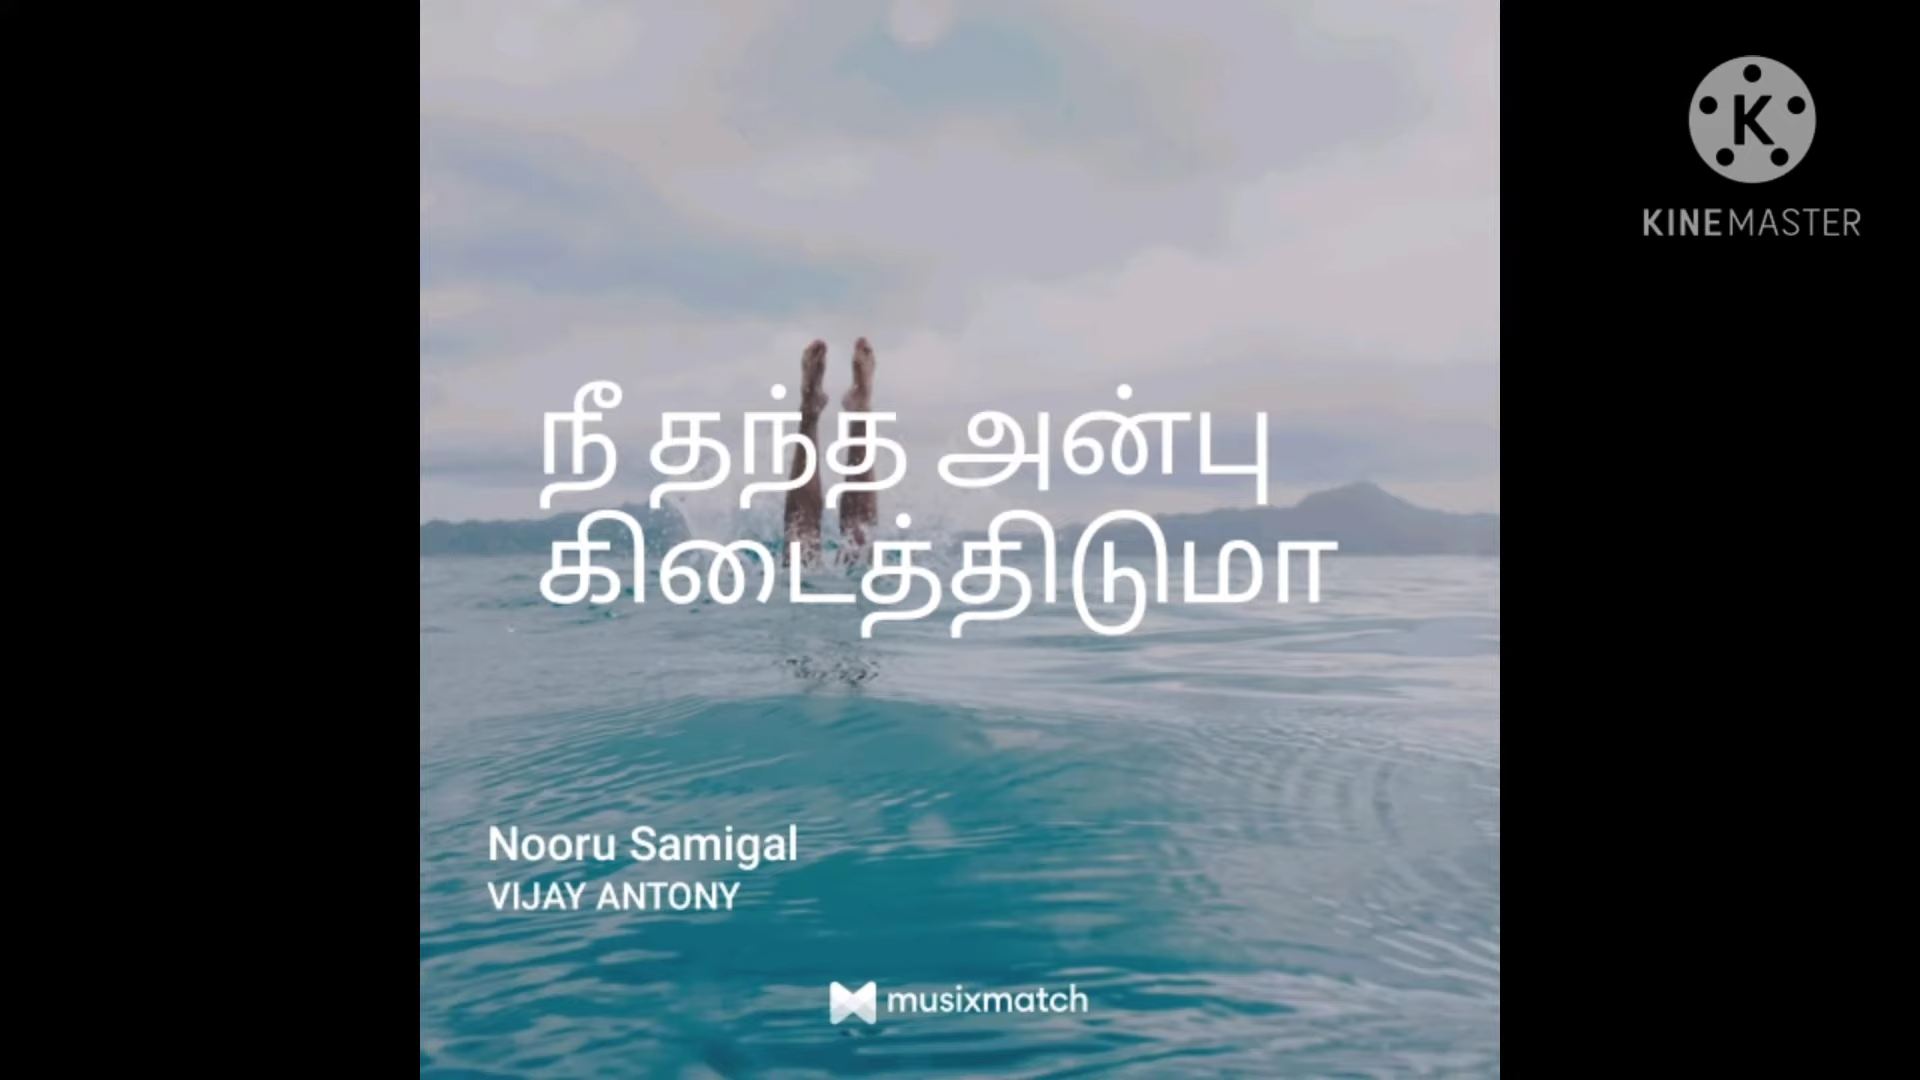 நீ தந்த அன்பு
கிடைத்திடுமா
Nooru Samigal
VIJAY ANTONY
musixmatch
K
KINEMASTER